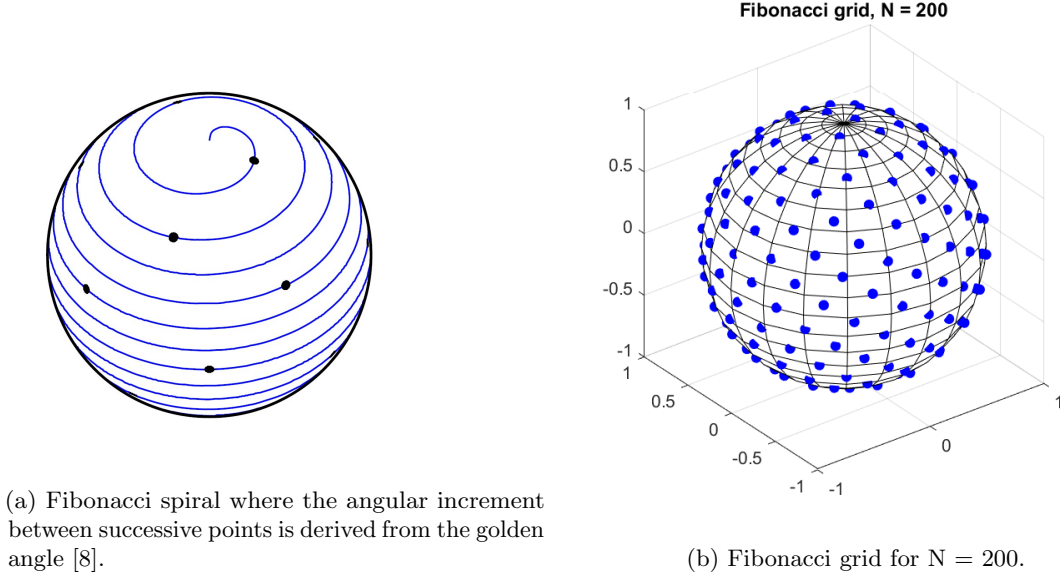 Fibonacci grid, N = 200
1
0.5
0
-0.5
-1
1
0.5
0
-0.5
-1
-1
0
1
(a) Fibonacci spiral where the angular increment
between successive points is derived from the golden
angle [8].
(b) Fibonacci grid for N = 200.